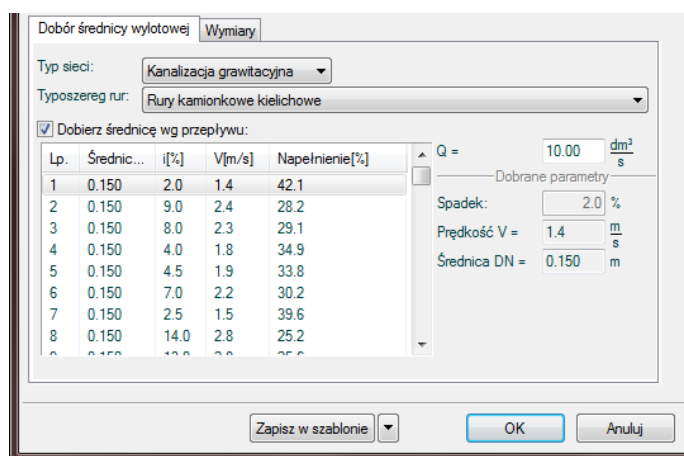 Dobór średnicy wylotowej Wymiary
Typ sieci: Kanalizacja grawitacyjna
Typoszereg rur: Rury kamionkowe kielichowe
Dobierz średnicę wg przepływu:
Lp. Średnic... i[%] V[m/s] Napełnienie[%]
1 0.150 2.0 1.4 42.1
2 0.150 9.0 2.4 28.2
3 0.150 8.0 2.3 29.1
4 0.150 4.0 1.8 34.9
5 0.150 4.5 1.9 33.8
6 0.150 7.0 2.2 30.2
7 0.150 2.5 1.5 39.6
8 0.150 14.0 2.8 25.2
Q = 10.00 dm³/s
Dobrane parametry
Spadek: 2.0 %
Prędkość V = 1.4 m/s
Średnica DN = 0.150 m
Zapisz w szablonie OK Anuluj